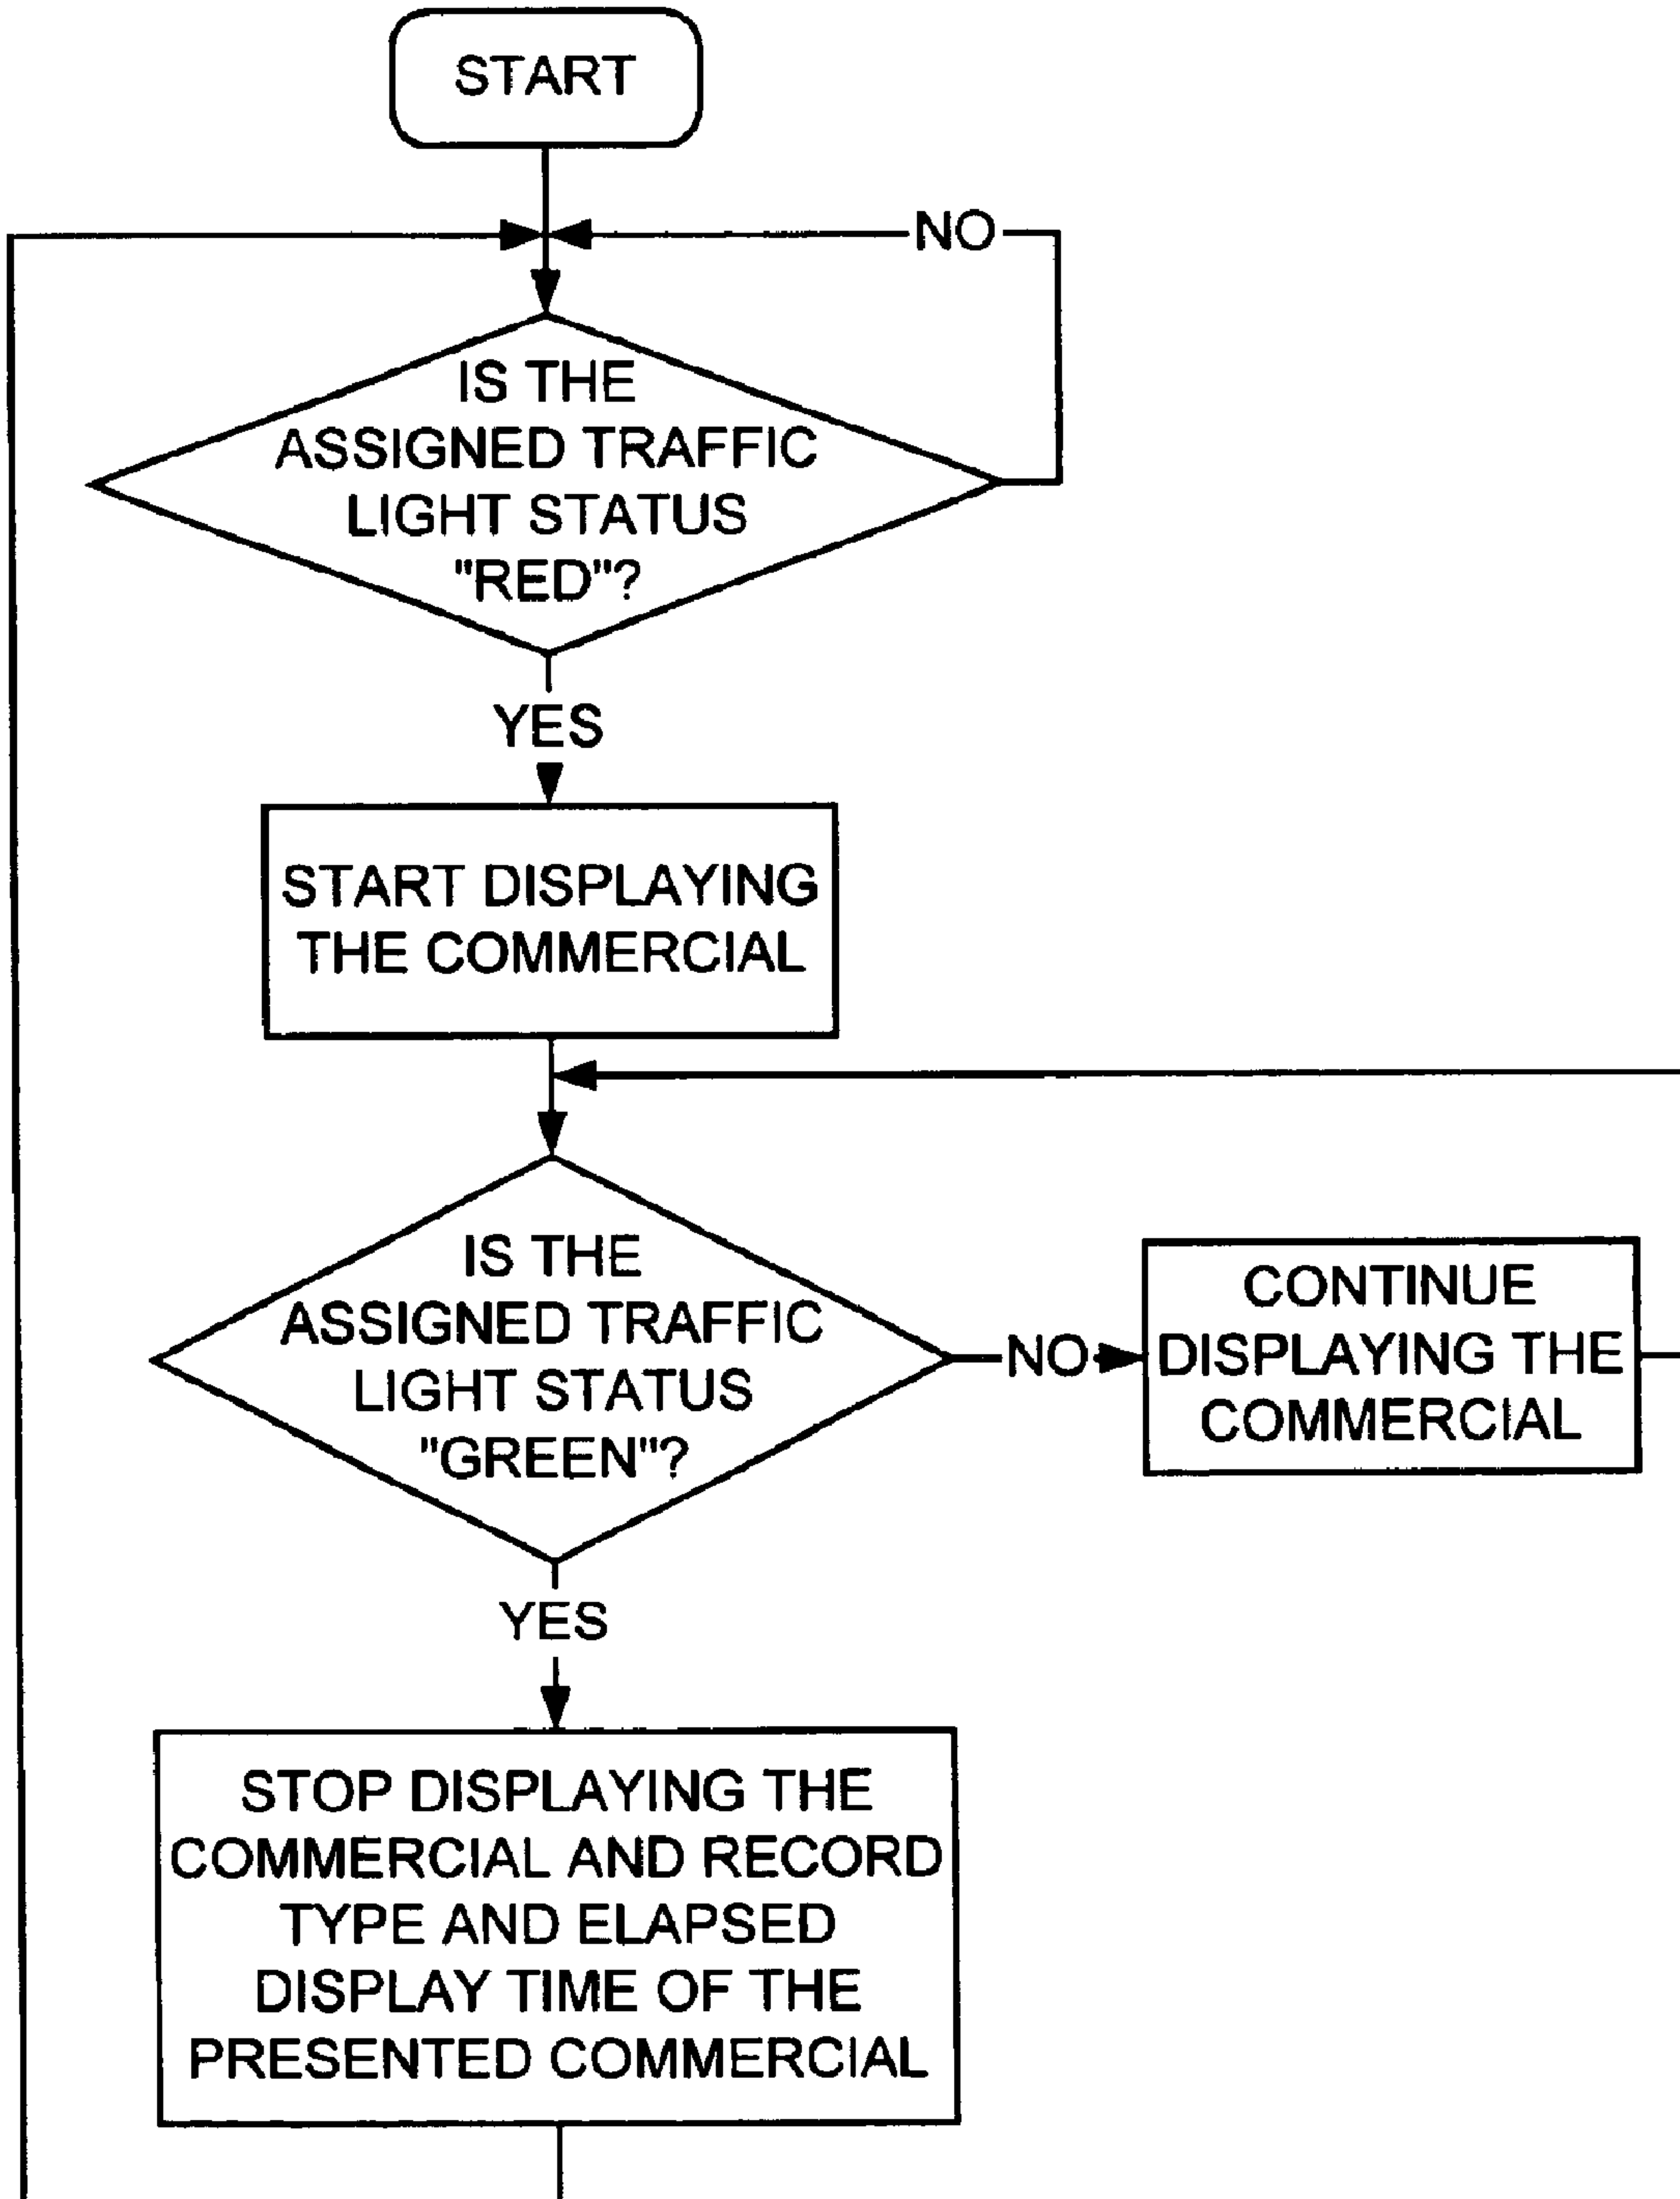 START
NO
IS THE
ASSIGNED TRAFFIC
LIGHT STATUS
"RED"?
YES
START DISPLAYING
THE COMMERCIAL
IS THE
ASSIGNED TRAFFIC
LIGHT STATUS
"GREEN"?
NO
CONTINUE
DISPLAYING THE
COMMERCIAL
YES
STOP DISPLAYING THE
COMMERCIAL AND RECORD
TYPE AND ELAPSED
DISPLAY TIME OF THE
PRESENTED COMMERCIAL